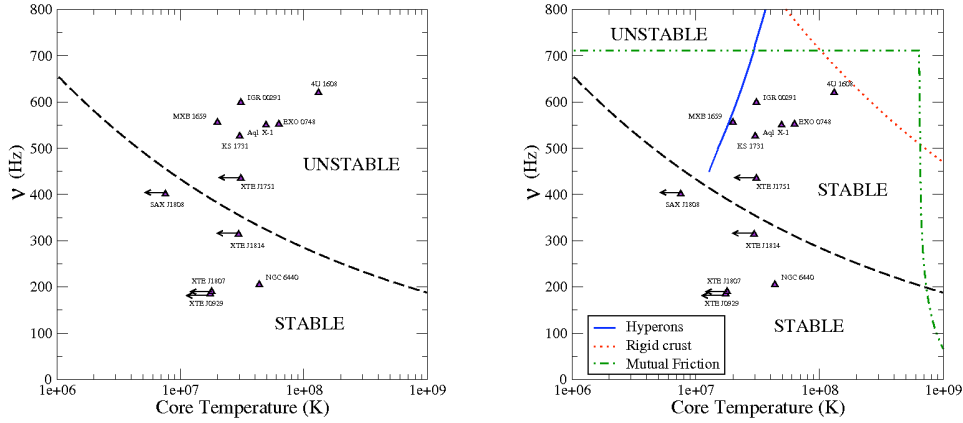 800
700
600
500
400
300
200
100
0
ν (Hz)
4U 1608
IGR 00291
MXB 1659
EXO 0748
Aql X-1
KS 1731
UNSTABLE
XTE J1751
SAX J1808
XTE J1814
NGC 6440
XTE J1807
XTE J0929
STABLE
1e+06
1e+07
1e+08
1e+09
Core Temperature (K)
800
700
600
500
400
300
200
100
0
ν (Hz)
UNSTABLE
4U 1608
IGR 00291
MXB 1659
EXO 0748
Aql X-1
KS 1731
XTE J1751
STABLE
SAX J1808
XTE J1814
NGC 6440
XTE J1807
XTE J0929
STABLE
Hyperons
Rigid crust
Mutual Friction
1e+06
1e+07
1e+08
1e+09
Core Temperature (K)